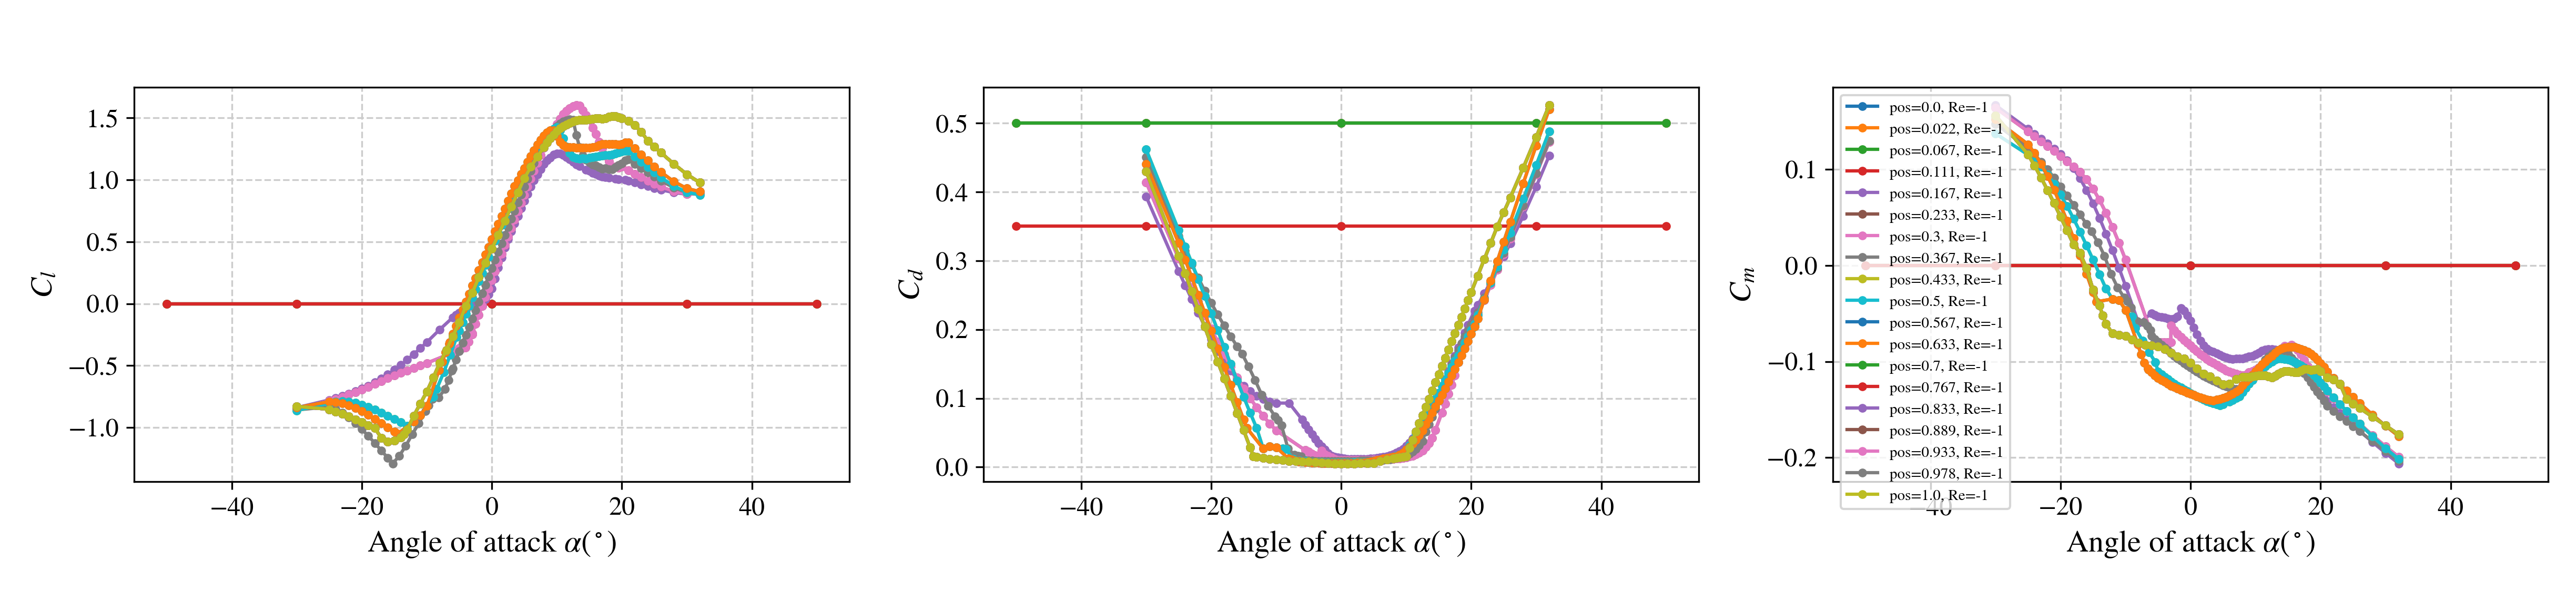 C_l
1.5
1.0
0.5
0.0
−0.5
−1.0
−40 −20 0 20 40
Angle of attack α(°)
C_d
0.5
0.4
0.3
0.2
0.1
0.0
−40 −20 0 20 40
Angle of attack α(°)
C_m
0.1
0.0
−0.1
−0.2
−40 −20 0 20 40
Angle of attack α(°)
pos=0.0, Re=-1
pos=0.022, Re=-1
pos=0.067, Re=-1
pos=0.111, Re=-1
pos=0.167, Re=-1
pos=0.233, Re=-1
pos=0.3, Re=-1
pos=0.367, Re=-1
pos=0.433, Re=-1
pos=0.5, Re=-1
pos=0.567, Re=-1
pos=0.633, Re=-1
pos=0.7, Re=-1
pos=0.767, Re=-1
pos=0.833, Re=-1
pos=0.889, Re=-1
pos=0.933, Re=-1
pos=0.978, Re=-1
pos=1.0, Re=-1